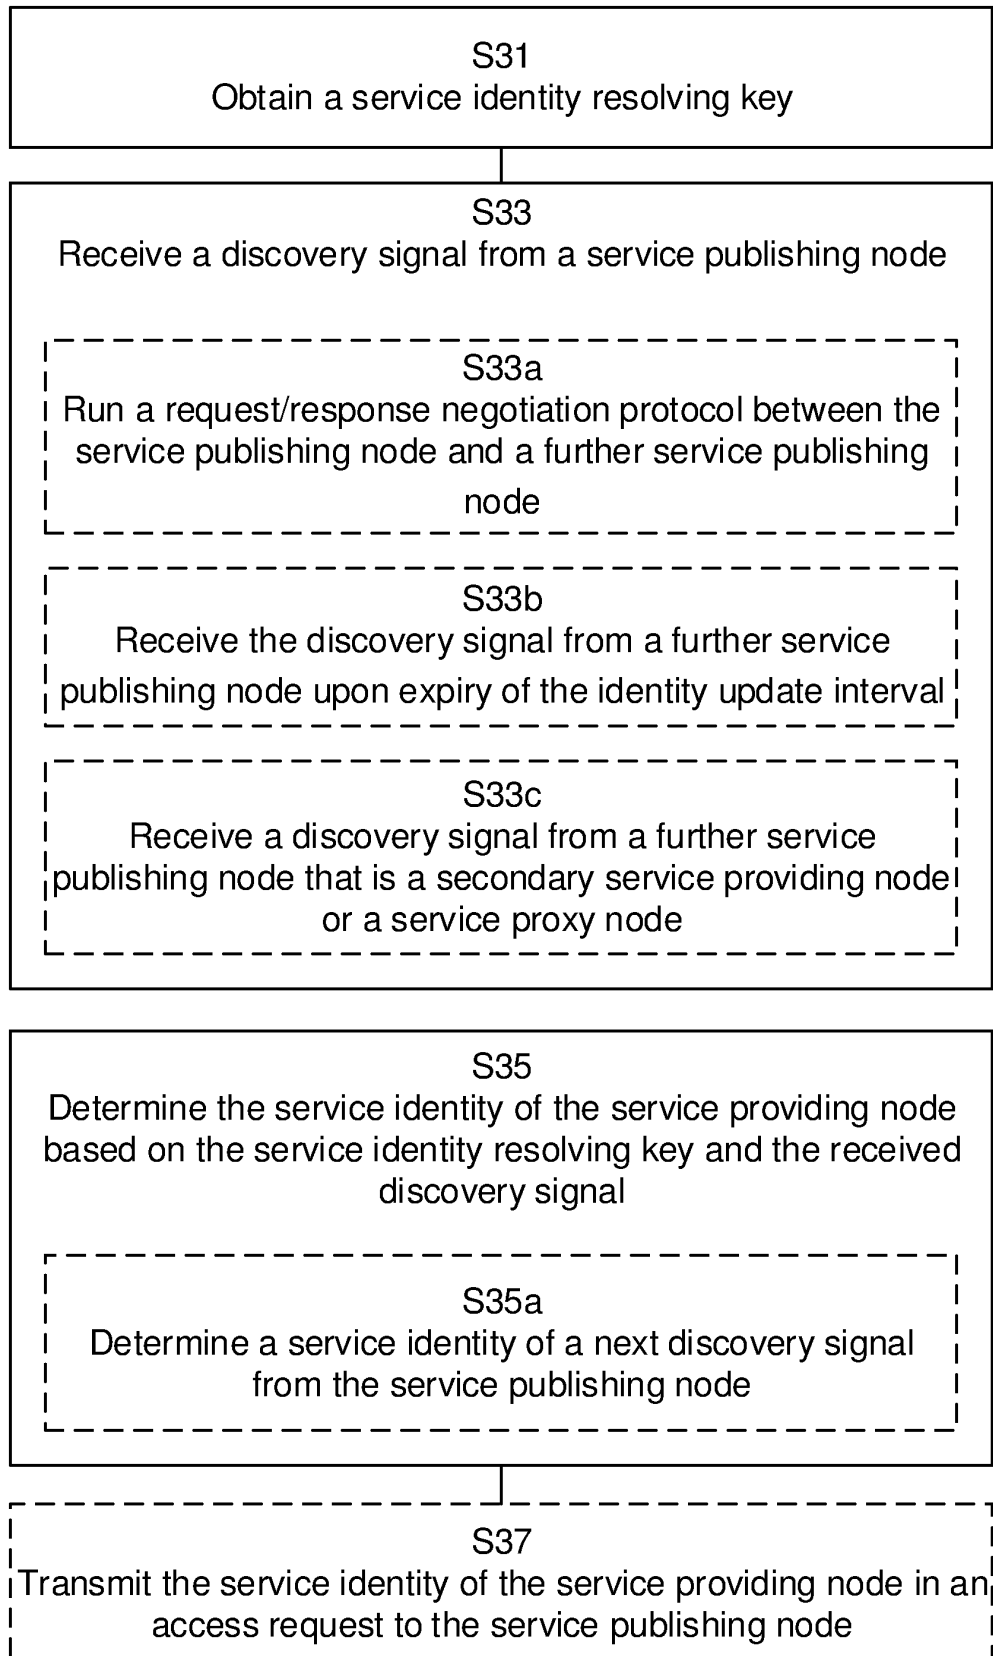 S31
Obtain a service identity resolving key
S33
Receive a discovery signal from a service publishing node
S33a
Run a request/response negotiation protocol between the
service publishing node and a further service publishing
node
S33b
Receive the discovery signal from a further service
publishing node upon expiry of the identity update interval
S33c
Receive a discovery signal from a further service
publishing node that is a secondary service providing node
or a service proxy node
S35
Determine the service identity of the service providing node
based on the service identity resolving key and the received
discovery signal
S35a
Determine a service identity of a next discovery signal
from the service publishing node
S37
Transmit the service identity of the service providing node in an
access request to the service publishing node